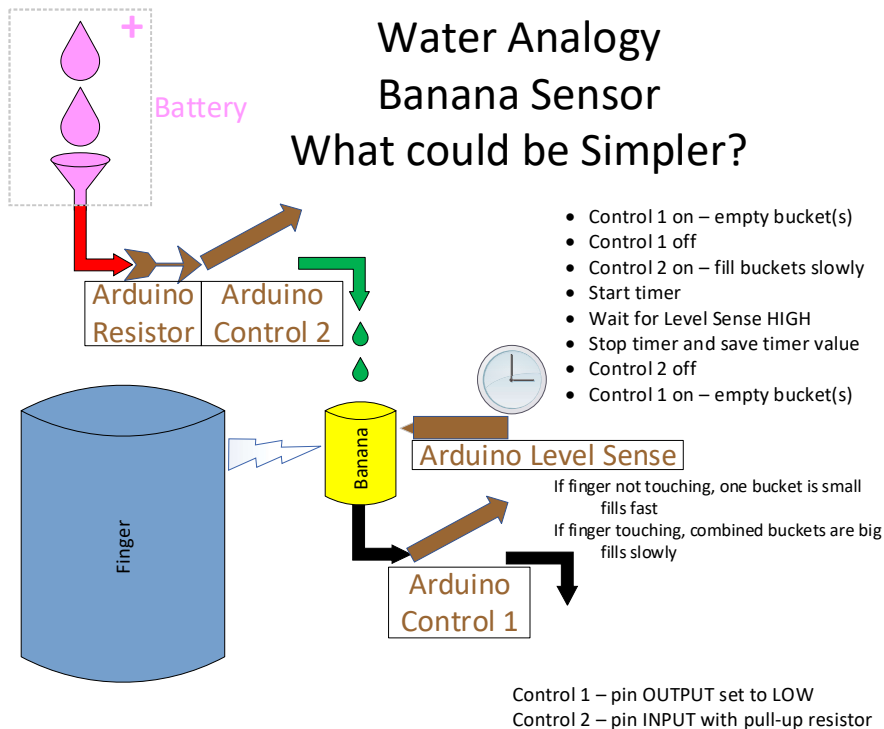 Water Analogy
Banana Sensor
What could be Simpler?
+
Battery
• Control 1 on – empty bucket(s)
• Control 1 off
• Control 2 on – fill buckets slowly
• Start timer
• Wait for Level Sense HIGH
• Stop timer and save timer value
• Control 2 off
• Control 1 on – empty bucket(s)
Arduino
Resistor
Arduino
Control 2
Finger
Banana
Arduino Level Sense
If finger not touching, one bucket is small
fills fast
If finger touching, combined buckets are big
fills slowly
Arduino
Control 1
Control 1 – pin OUTPUT set to LOW
Control 2 – pin INPUT with pull-up resistor